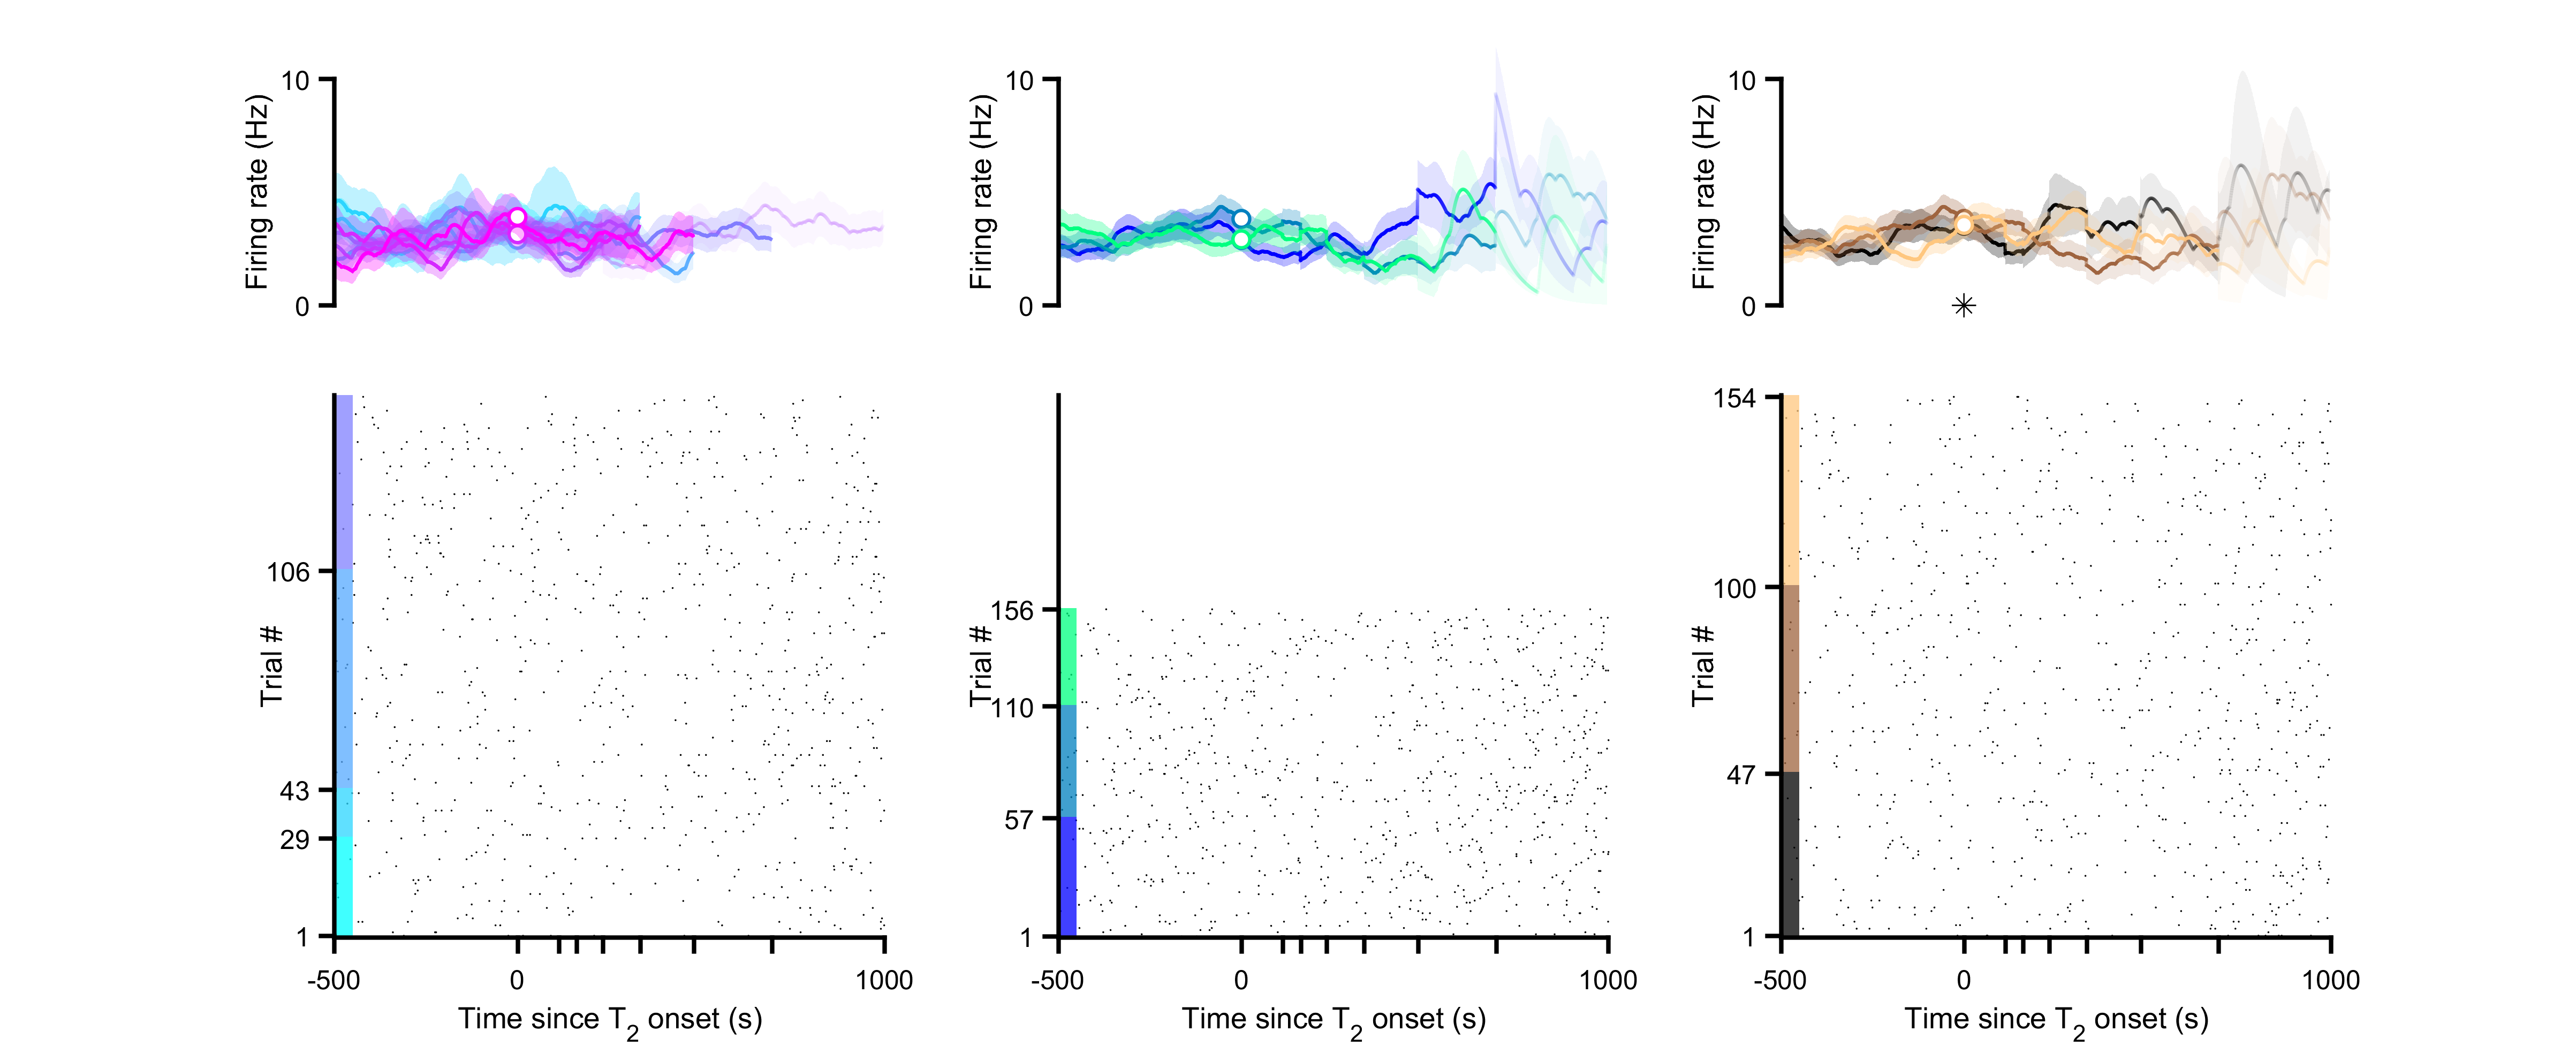 10
Firing rate (Hz)
0
10
Firing rate (Hz)
0
10
Firing rate (Hz)
0
106
43
29
1
Trial #
-500 0 1000
Time since T2 onset (s)
156
110
57
1
Trial #
-500 0 1000
Time since T2 onset (s)
154
100
47
1
Trial #
-500 0 1000
Time since T2 onset (s)